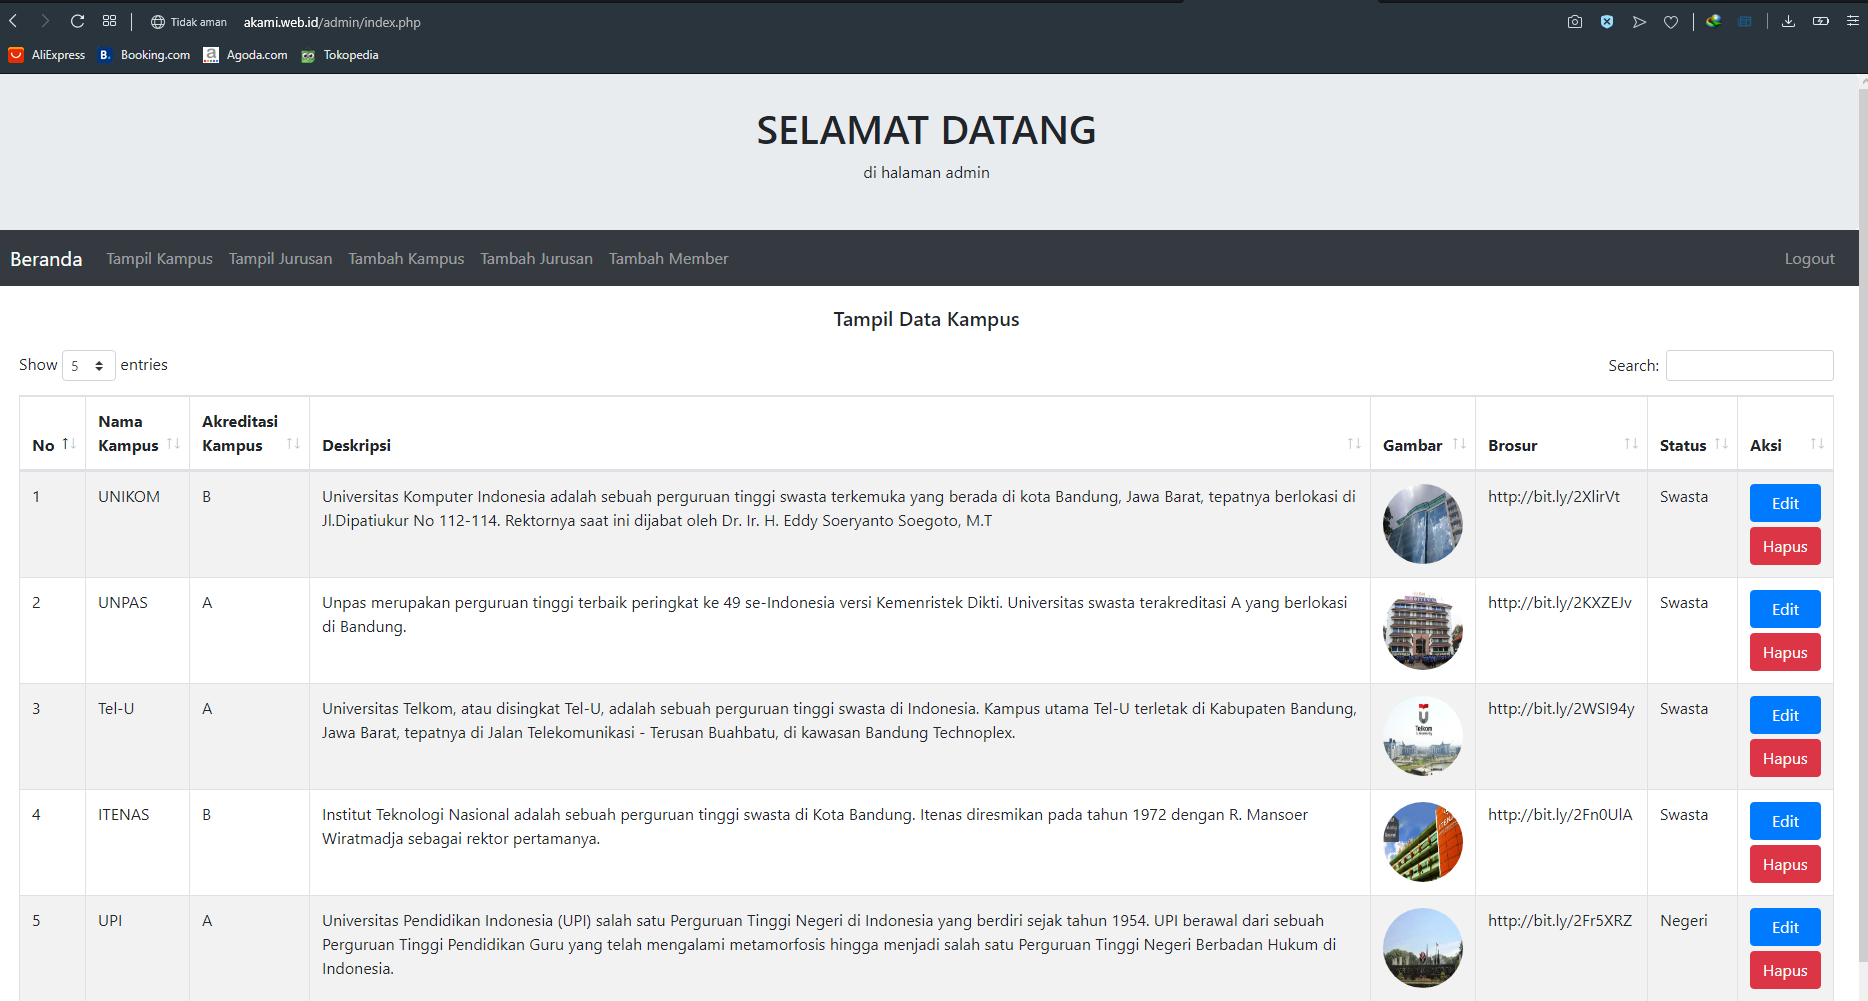 Tidak aman akami.web.id/admin/index.php
AliExpress B. Booking.com a Agoda.com Tokopedia
SELAMAT DATANG
di halaman admin
Beranda Tampil Kampus Tampil Jurusan Tambah Kampus Tambah Jurusan Tambah Member Logout
Tampil Data Kampus
Show 5 entries Search:
No Nama Kampus Akreditasi Kampus Deskripsi Gambar Brosur Status Aksi
1 UNIKOM B Universitas Komputer Indonesia adalah sebuah perguruan tinggi swasta terkemuka yang berada di kota Bandung, Jawa Barat, tepatnya berlokasi di http://bit.ly/2XlirVt Swasta Edit
Jl.Dipatiukur No 112-114. Rektornya saat ini dijabat oleh Dr. Ir. H. Eddy Soeryanto Soegoto, M.T
Hapus
2 UNPAS A Unpas merupakan perguruan tinggi terbaik peringkat ke 49 se-Indonesia versi Kemenristek Dikti. Universitas swasta terakreditasi A yang berlokasi http://bit.ly/2KXZEJv Swasta Edit
di Bandung.
Hapus
3 Tel-U A Universitas Telkom, atau disingkat Tel-U, adalah sebuah perguruan tinggi swasta di Indonesia. Kampus utama Tel-U terletak di Kabupaten Bandung, Telkom http://bit.ly/2WSI94y Swasta Edit
Jawa Barat, tepatnya di Jalan Telekomunikasi - Terusan Buahbatu, di kawasan Bandung Technoplex.
Hapus
4 ITENAS B Institut Teknologi Nasional adalah sebuah perguruan tinggi swasta di Kota Bandung. Itenas diresmikan pada tahun 1972 dengan R. Mansoer http://bit.ly/2Fn0UlA Swasta Edit
Wiratmadja sebagai rektor pertamanya.
Hapus
5 UPI A Universitas Pendidikan Indonesia (UPI) salah satu Perguruan Tinggi Negeri di Indonesia yang berdiri sejak tahun 1954. UPI berawal dari sebuah http://bit.ly/2Fr5XRZ Negeri Edit
Perguruan Tinggi Pendidikan Guru yang telah mengalami metamorfosis hingga menjadi salah satu Perguruan Tinggi Negeri Berbadan Hukum di
Indonesia.
Hapus